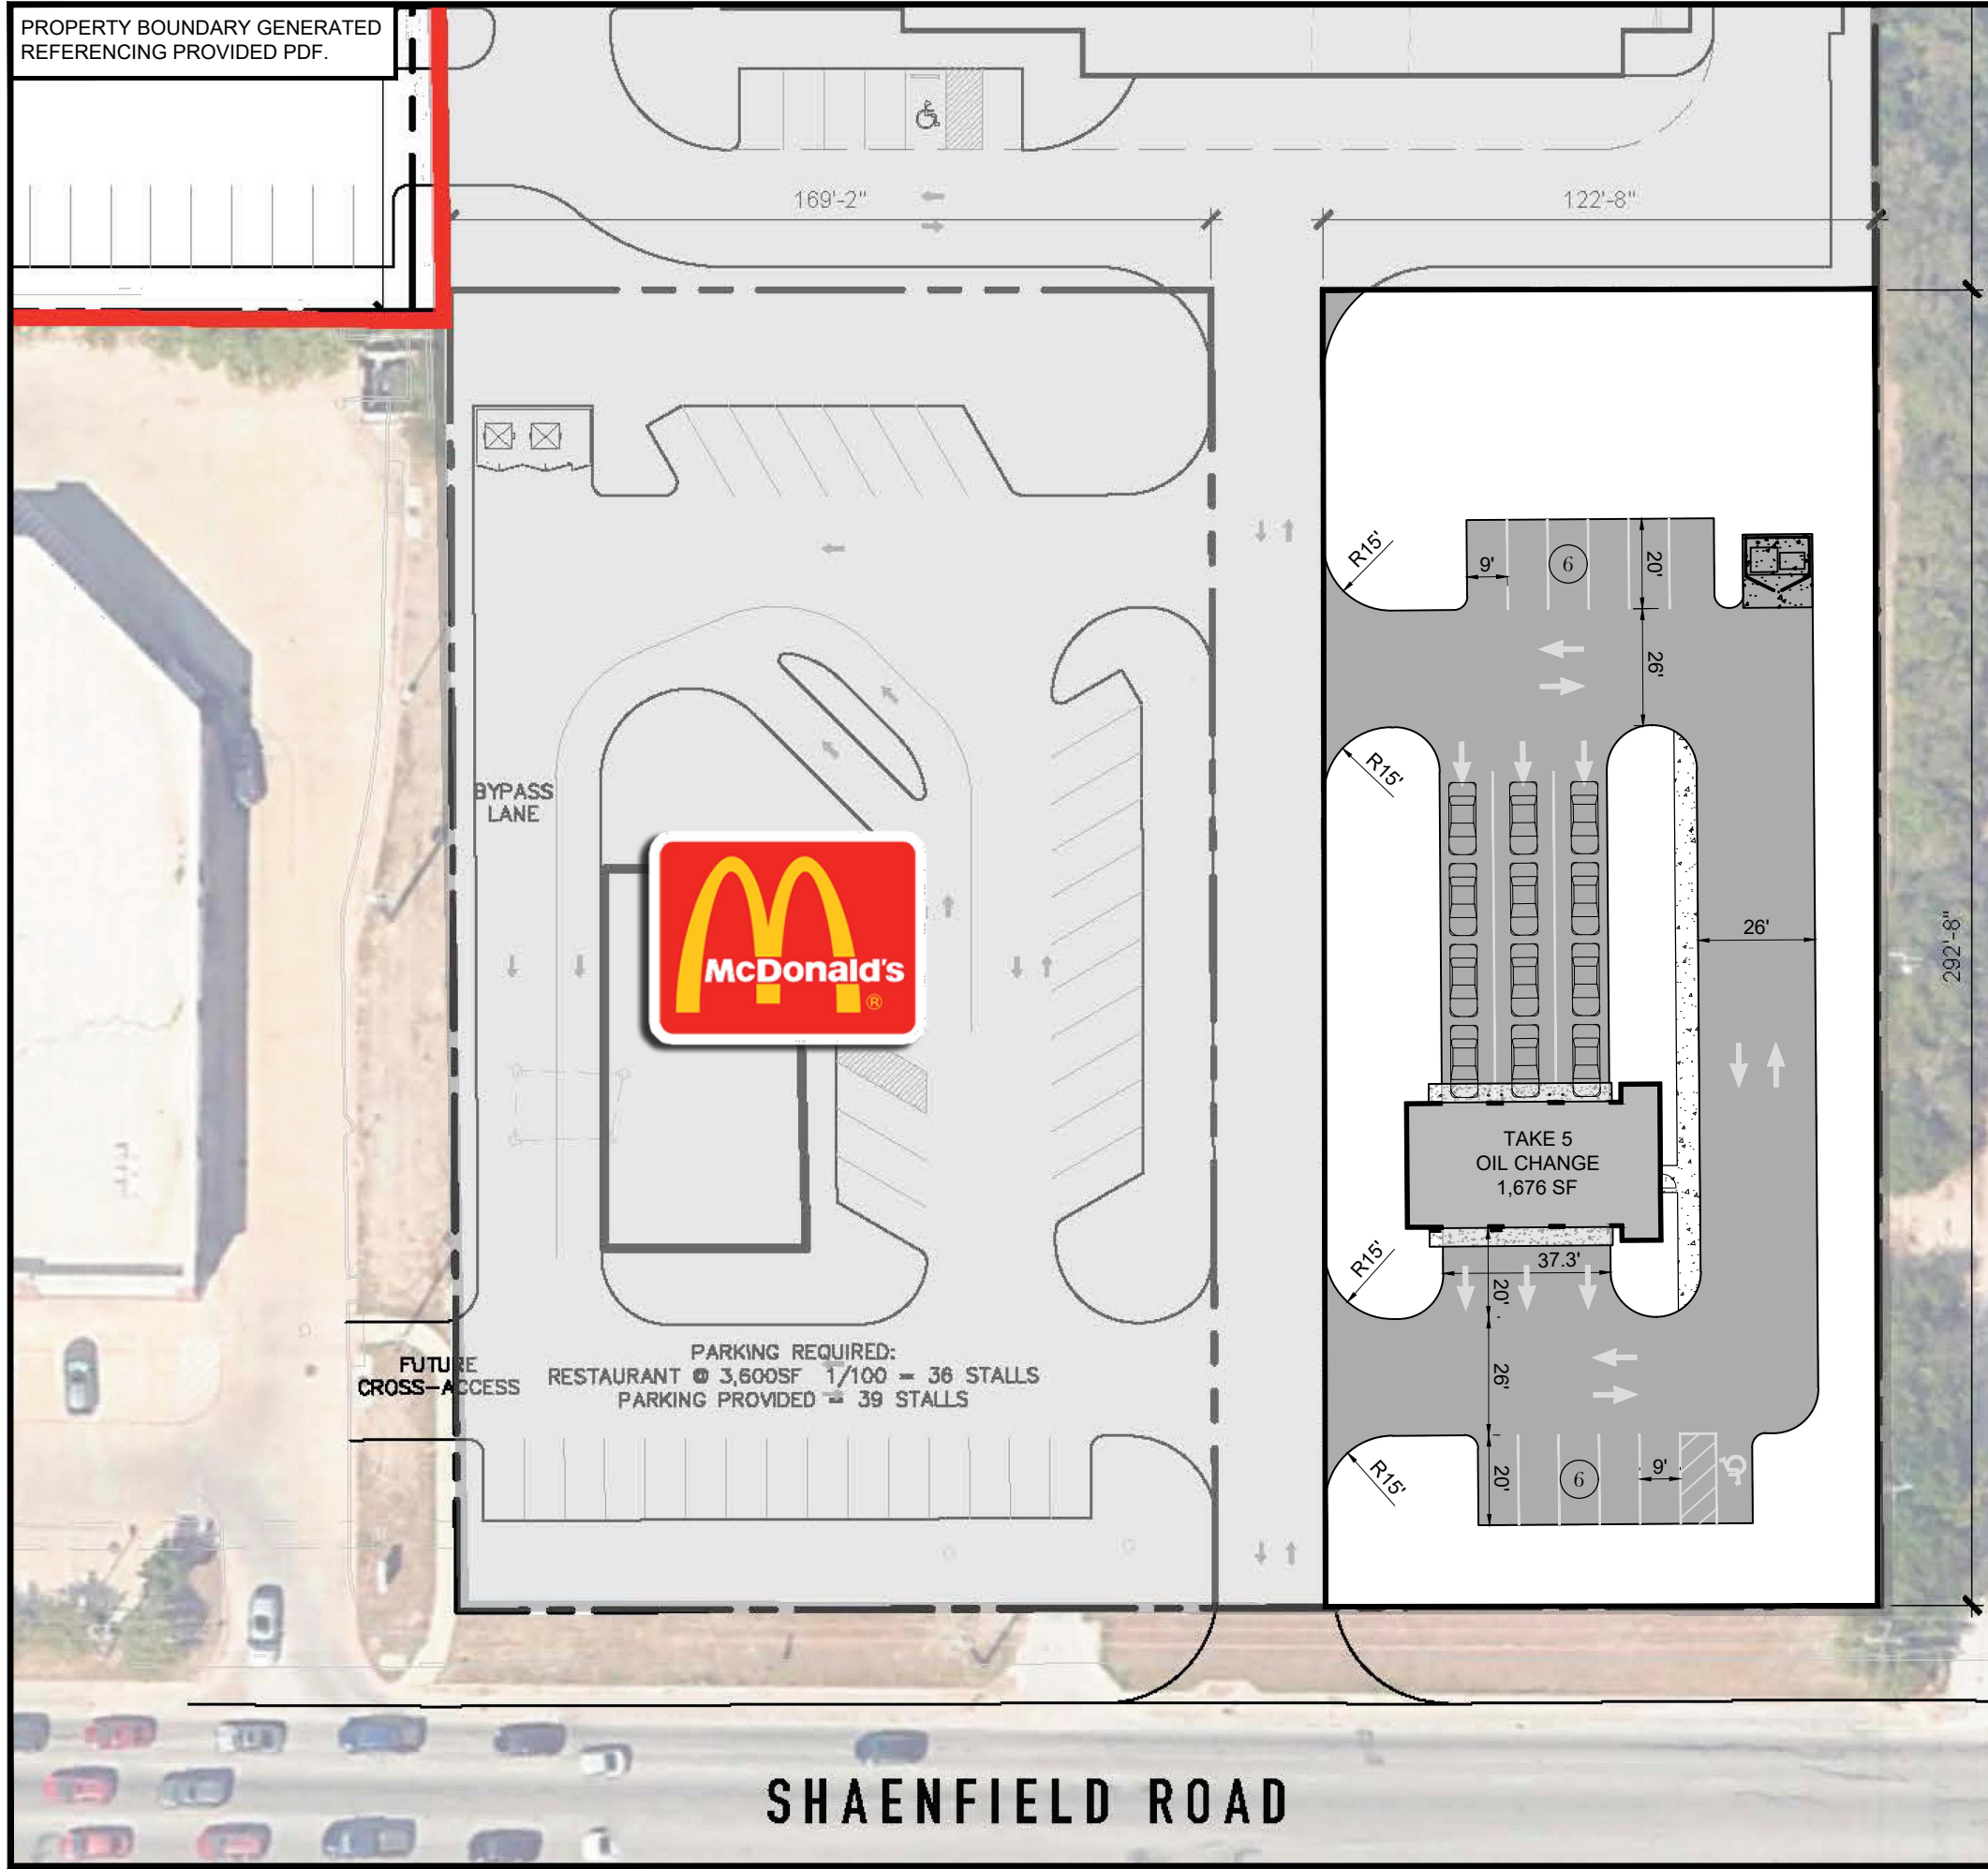 PROPERTY BOUNDARY GENERATED
REFERENCING PROVIDED PDF.
169'-2"
122'-8"
R15'
9'
6
20'
26'
R15'
BYPASS
LANE
McDonald's
®
26'
292'-8"
TAKE 5
OIL CHANGE
1,676 SF
R15'
37.3'
20'
PARKING REQUIRED:
RESTAURANT @ 3,600SF 1/100 = 36 STALLS
PARKING PROVIDED = 39 STALLS
FUTURE
CROSS-ACCESS
26'
R15'
20'
6
9'
SHAENFIELD ROAD